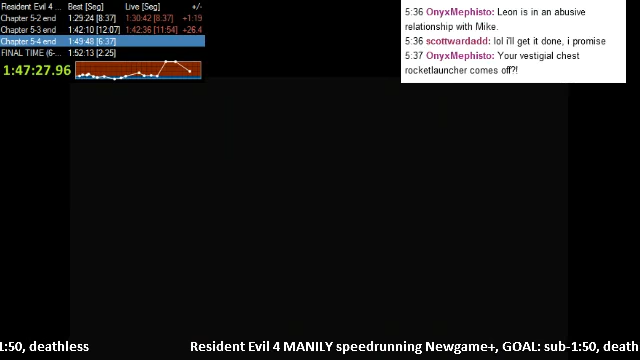 Resident Evil 4 ... Best [Seg] Live [Seg] +/-
Chapter 5-2 end 1:29:24 [8:37] 1:30:42 [8:37] +1:19
Chapter 5-3 end 1:42:10 [12:07] 1:42:36 [11:54] +26.4
Chapter 5-4 end 1:49:48 [6:37]
FINAL TIME (6-... 1:52:13 [2:25]
1:47:27.96
5:36 OnyxMephisto: Leon is in an abusive
relationship with Mike.
5:36 scottwardadd: lol i'll get it done, i promise
5:37 OnyxMephisto: Your vestigial chest
rocketlauncher comes off?!
1:50, deathless Resident Evil 4 MANILY speedrunning Newgame+, GOAL: sub-1:50, death